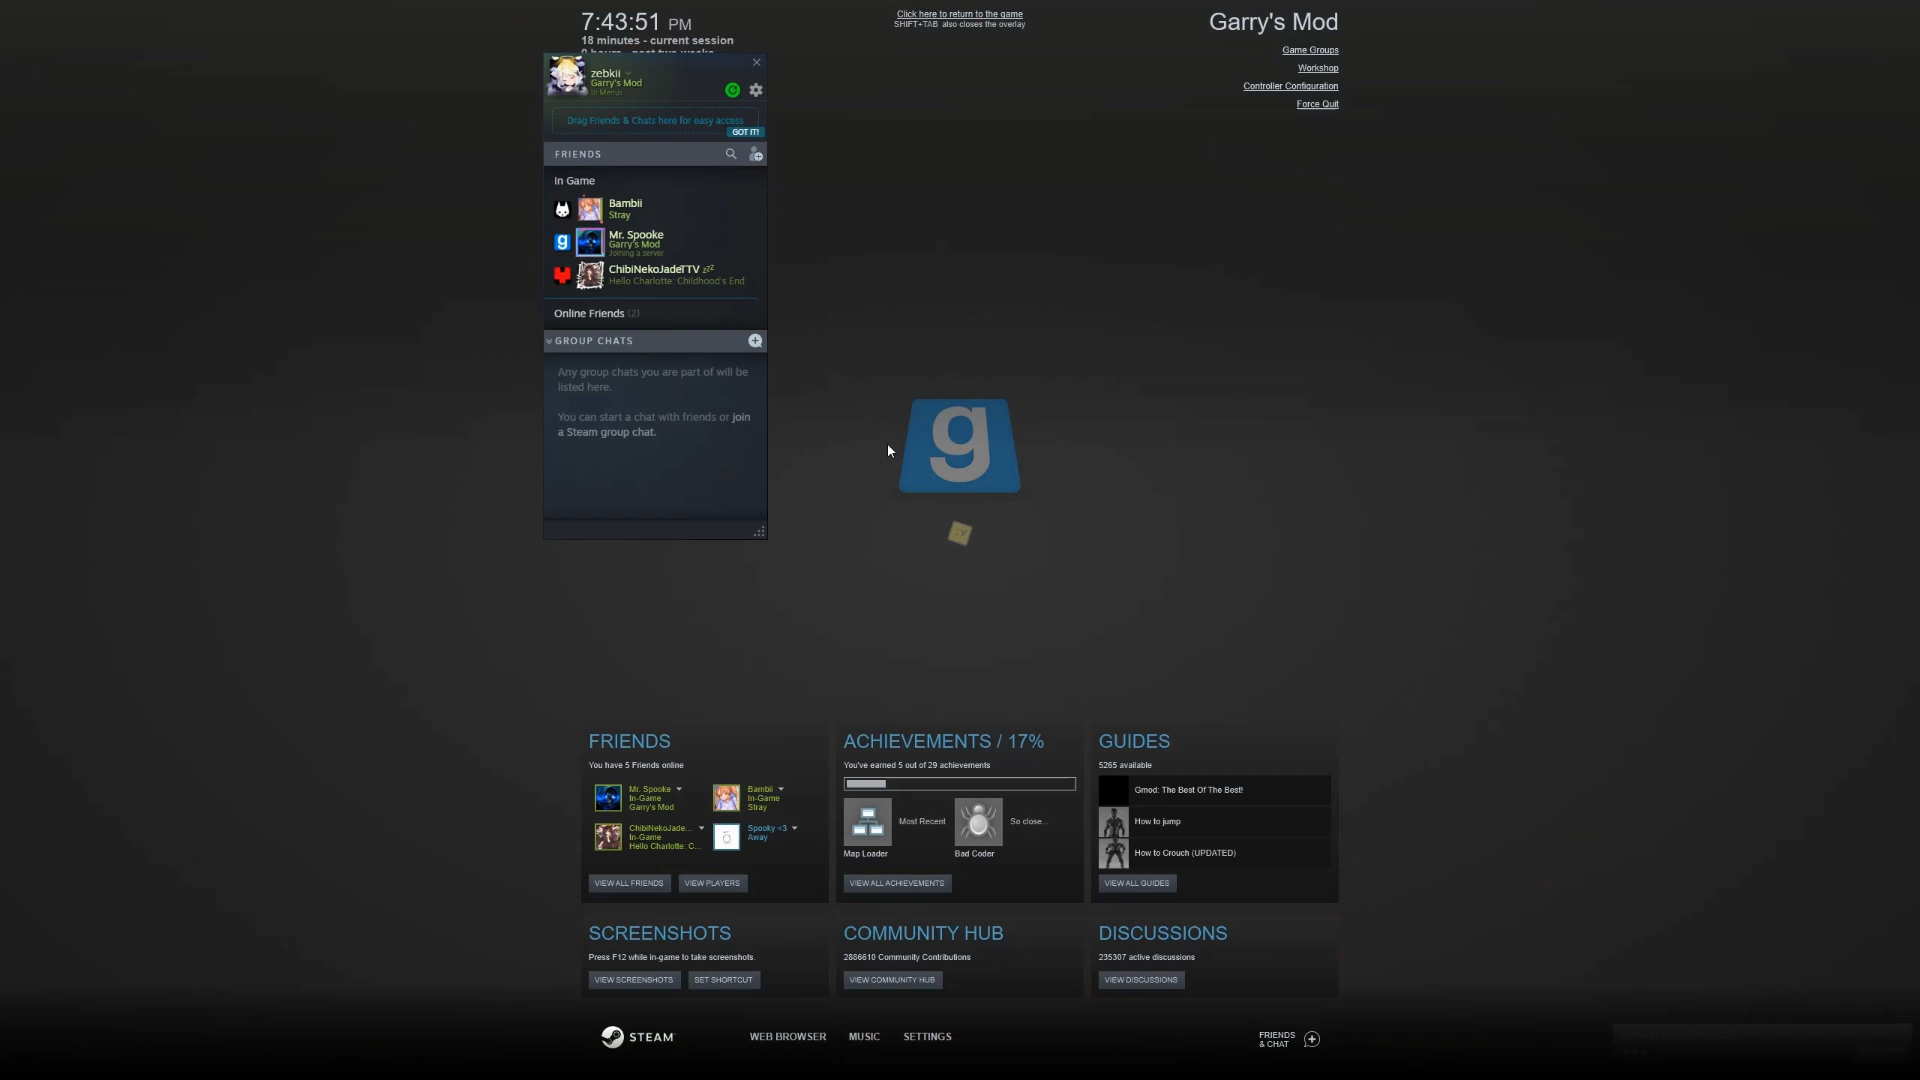 7:43:51 PM
18 minutes - current session
9 hours - past two weeks
Click here to return to the game
SHIFT+TAB also closes the overlay
Garry's Mod
Game Groups
Workshop
Controller Configuration
Force Quit
zebkii
Garry's Mod
In Menus
Drag Friends & Chats here for easy access
GOT IT!
FRIENDS
In Game
Bambii
Stray
g
Mr. Spooke
Garry's Mod
Joining a server
ChibiNekoJadeTTV zzz
Hello Charlotte: Childhood's End
Online Friends (2)
GROUP CHATS
Any group chats you are part of will be
listed here.
You can start a chat with friends or join
a Steam group chat.
g
FRIENDS
You have 5 Friends online
Mr. Spooke
In-Game
Garry's Mod
Bambii
In-Game
Stray
ChibiNekoJade...
In-Game
Hello Charlotte: C...
Spooky <3
Away
VIEW ALL FRIENDS
VIEW PLAYERS
ACHIEVEMENTS / 17%
You've earned 5 out of 29 achievements
Most Recent
So close...
Map Loader
Bad Coder
VIEW ALL ACHIEVEMENTS
GUIDES
5265 available
Gmod: The Best Of The Best!
How to jump
How to Crouch (UPDATED)
VIEW ALL GUIDES
SCREENSHOTS
Press F12 while in-game to take screenshots.
VIEW SCREENSHOTS
SET SHORTCUT
COMMUNITY HUB
2886610 Community Contributions
VIEW COMMUNITY HUB
DISCUSSIONS
235307 active discussions
VIEW DISCUSSIONS
STEAM
WEB BROWSER
MUSIC
SETTINGS
FRIENDS
& CHAT